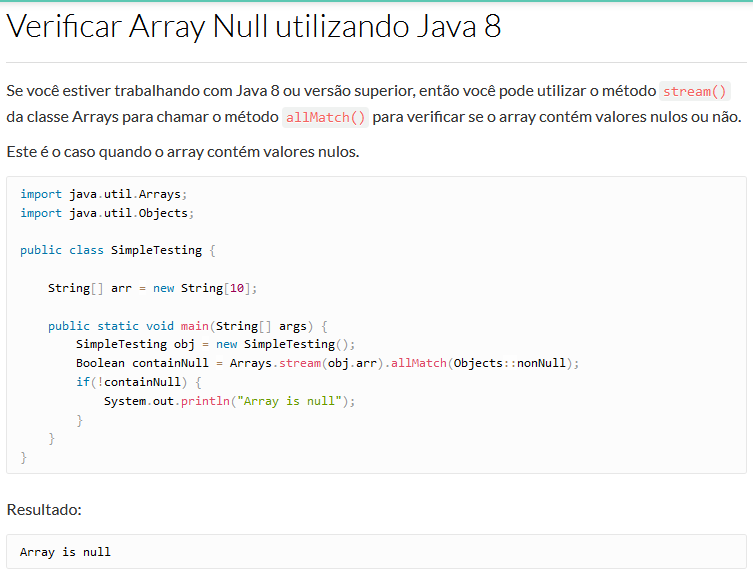 Verificar Array Null utilizando Java 8
Se você estiver trabalhando com Java 8 ou versão superior, então você pode utilizar o método stream()
da classe Arrays para chamar o método allMatch() para verificar se o array contém valores nulos ou não.
Este é o caso quando o array contém valores nulos.
import java.util.Arrays;
import java.util.Objects;
public class SimpleTesting {
String[] arr = new String[10];
public static void main(String[] args) {
SimpleTesting obj = new SimpleTesting();
Boolean containNull = Arrays.stream(obj.arr).allMatch(Objects::nonNull);
if(!containNull) {
System.out.println("Array is null");
}
}
}
Resultado:
Array is null